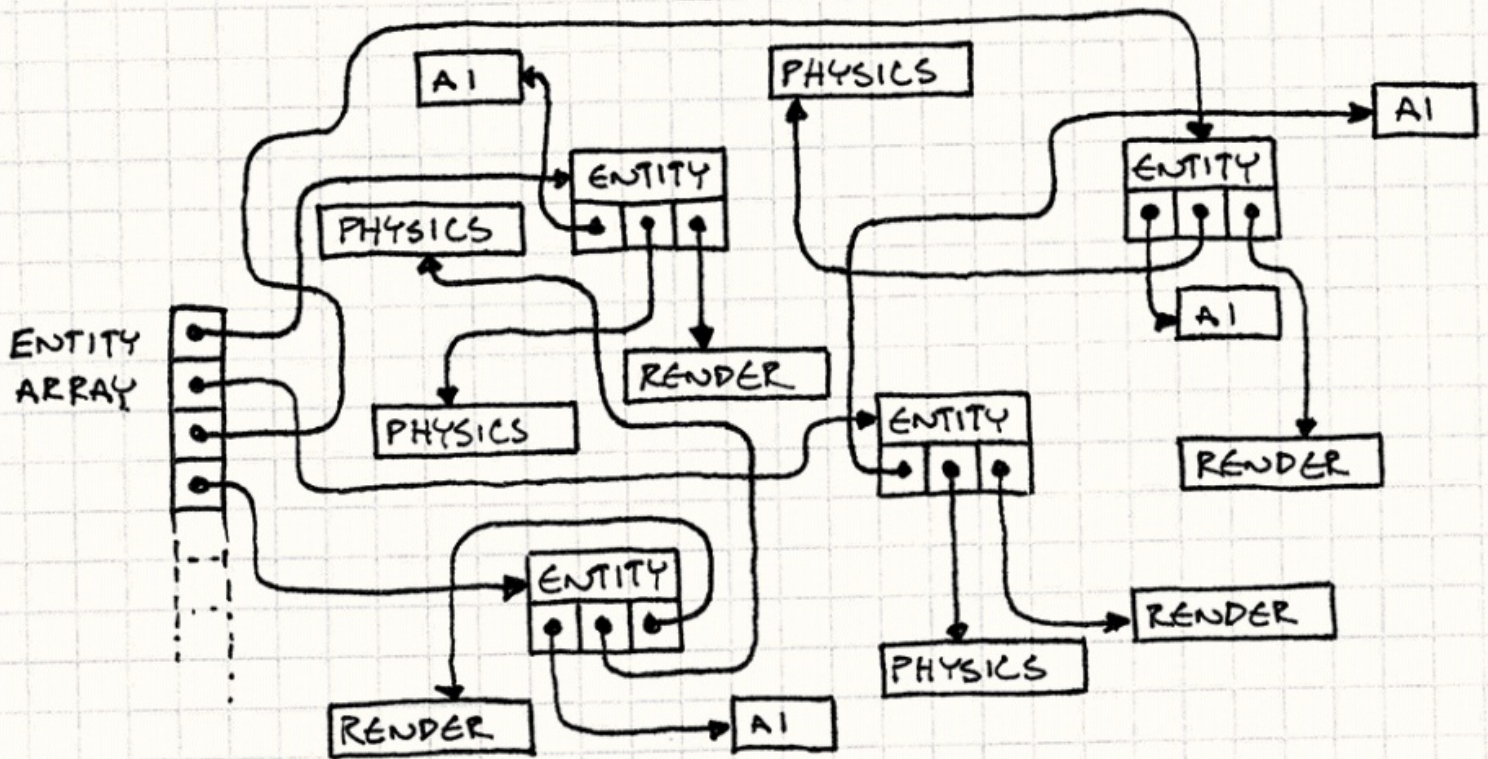 AI
PHYSICS
AI
ENTITY
ENTITY
PHYSICS
AI
ENTITY
ARRAY
RENDER
PHYSICS
ENTITY
RENDER
ENTITY
RENDER
PHYSICS
RENDER
AI